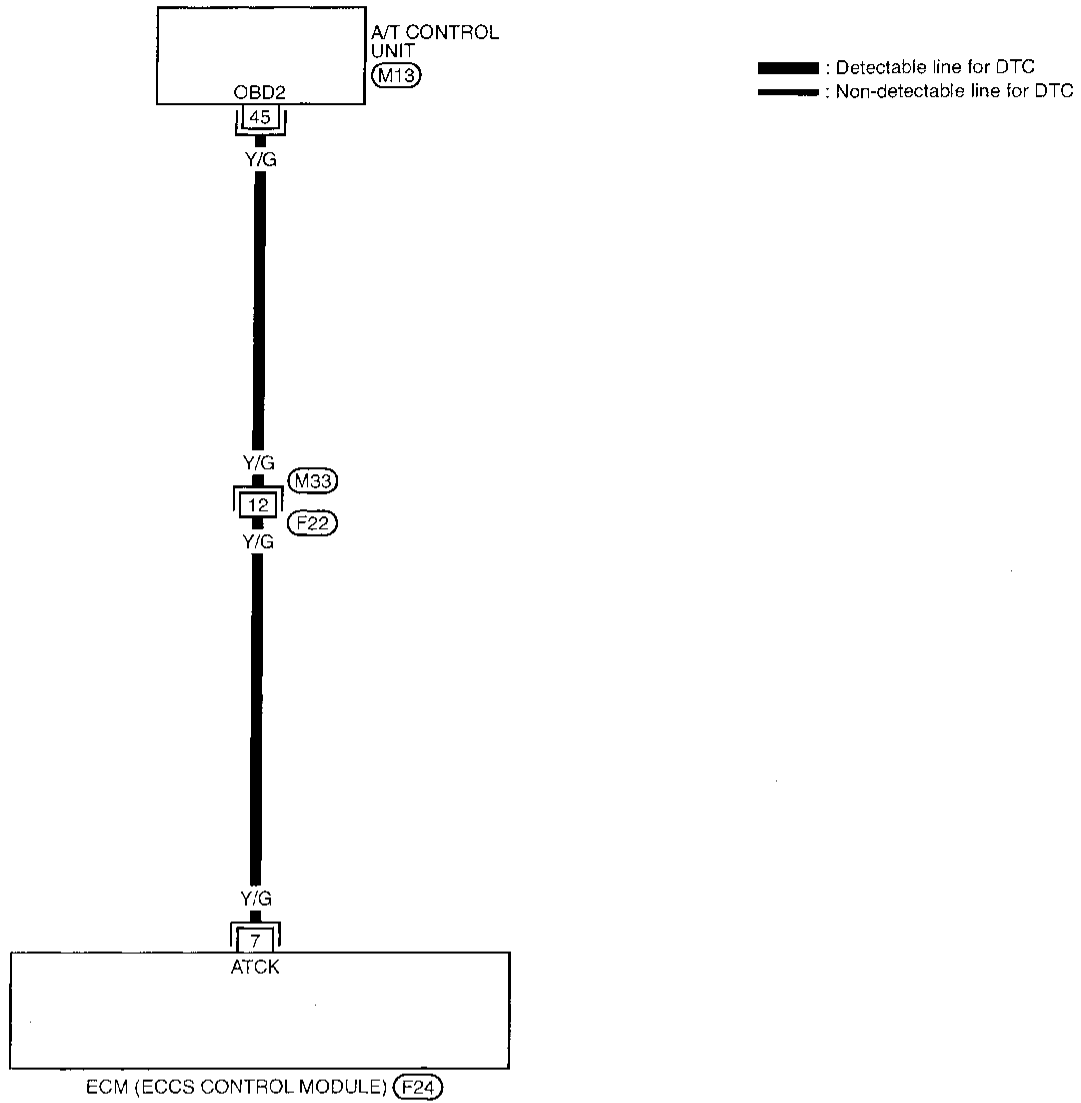 A/T CONTROL
UNIT
M13
OBD2
45
Y/G
: Detectable line for DTC
: Non-detectable line for DTC
Y/G
M33
12
F22
Y/G
Y/G
7
ATCK
ECM (ECCS CONTROL MODULE) F24